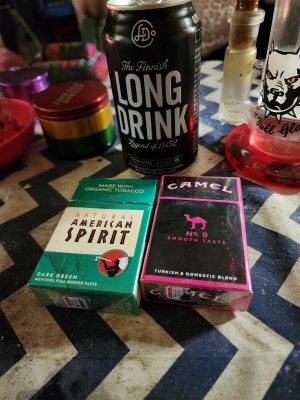 The Finnish
LONG
DRINK
Legend of 1952
MADE WITH
ORGANIC TOBACCO
NATURAL
AMERICAN
SPIRIT
DARK GREEN
MENTHOL FULL-BODIED TASTE
CAMEL
No. 9
SMOOTH TASTE
TURKISH & DOMESTIC BLEND
CAMEL